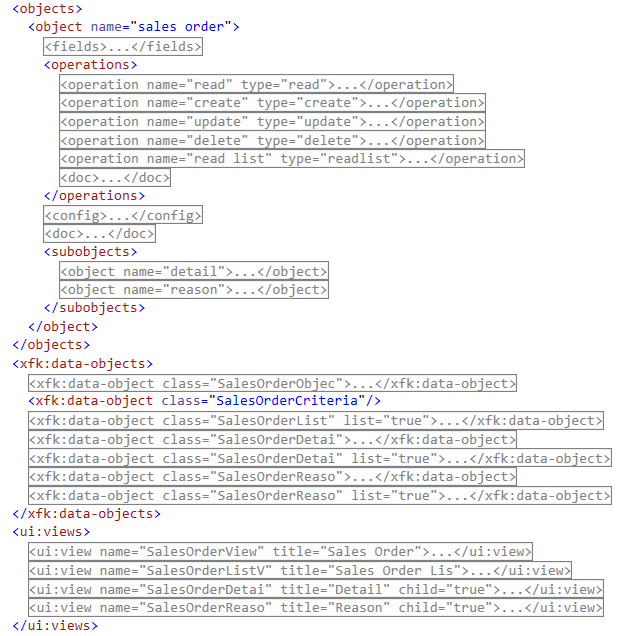 <objects>
<object name="sales order">
<fields>...</fields>
<operations>
<operation name="read" type="read">...</operation>
<operation name="create" type="create">...</operation>
<operation name="update" type="update">...</operation>
<operation name="delete" type="delete">...</operation>
<operation name="read list" type="readlist">...</operation>
<doc>...</doc>
</operations>
<config>...</config>
<doc>...</doc>
<subobjects>
<object name="detail">...</object>
<object name="reason">...</object>
</subobjects>
</object>
</objects>
<xfk:data-objects>
<xfk:data-object class="SalesOrderObjec">...</xfk:data-object>
<xfk:data-object class="SalesOrderCriteria"/>
<xfk:data-object class="SalesOrderList" list="true">...</xfk:data-object>
<xfk:data-object class="SalesOrderDetai">...</xfk:data-object>
<xfk:data-object class="SalesOrderDetai" list="true">...</xfk:data-object>
<xfk:data-object class="SalesOrderReaso">...</xfk:data-object>
<xfk:data-object class="SalesOrderReaso" list="true">...</xfk:data-object>
</xfk:data-objects>
<ui:views>
<ui:view name="SalesOrderView" title="Sales Order">...</ui:view>
<ui:view name="SalesOrderListV" title="Sales Order Lis">...</ui:view>
<ui:view name="SalesOrderDetai" title="Detail" child="true">...</ui:view>
<ui:view name="SalesOrderReaso" title="Reason" child="true">...</ui:view>
</ui:views>